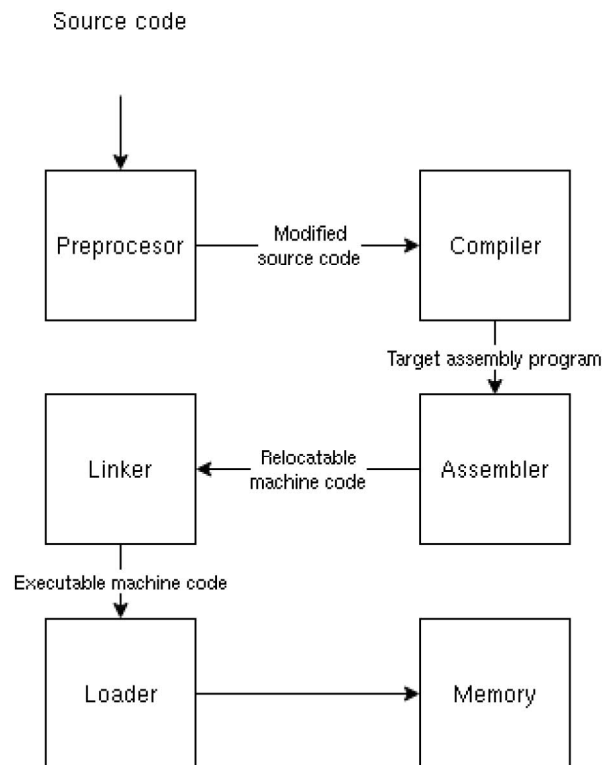 Source code
Preprocesor
Modified
source code
Compiler
Target assembly program
Linker
Relocatable
machine code
Assembler
Executable machine code
Loader
Memory